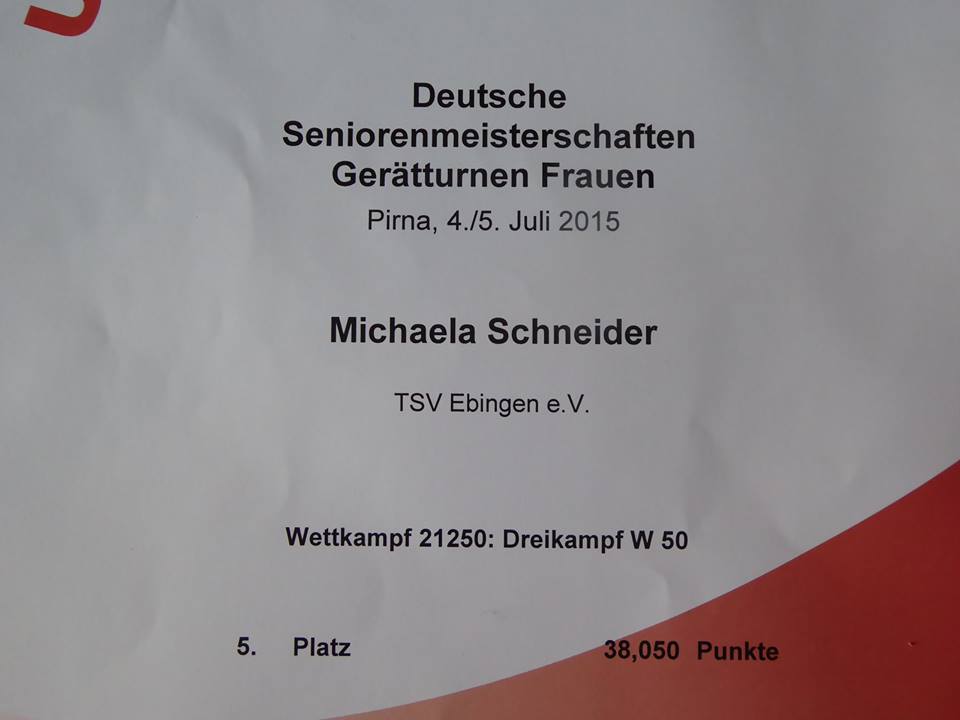 Deutsche
Seniorenmeisterschaften
Gerätturnen Frauen
Pirna, 4./5. Juli 2015
Michaela Schneider
TSV Ebingen e.V.
Wettkampf 21250: Dreikampf W 50
5. Platz 38,050 Punkte